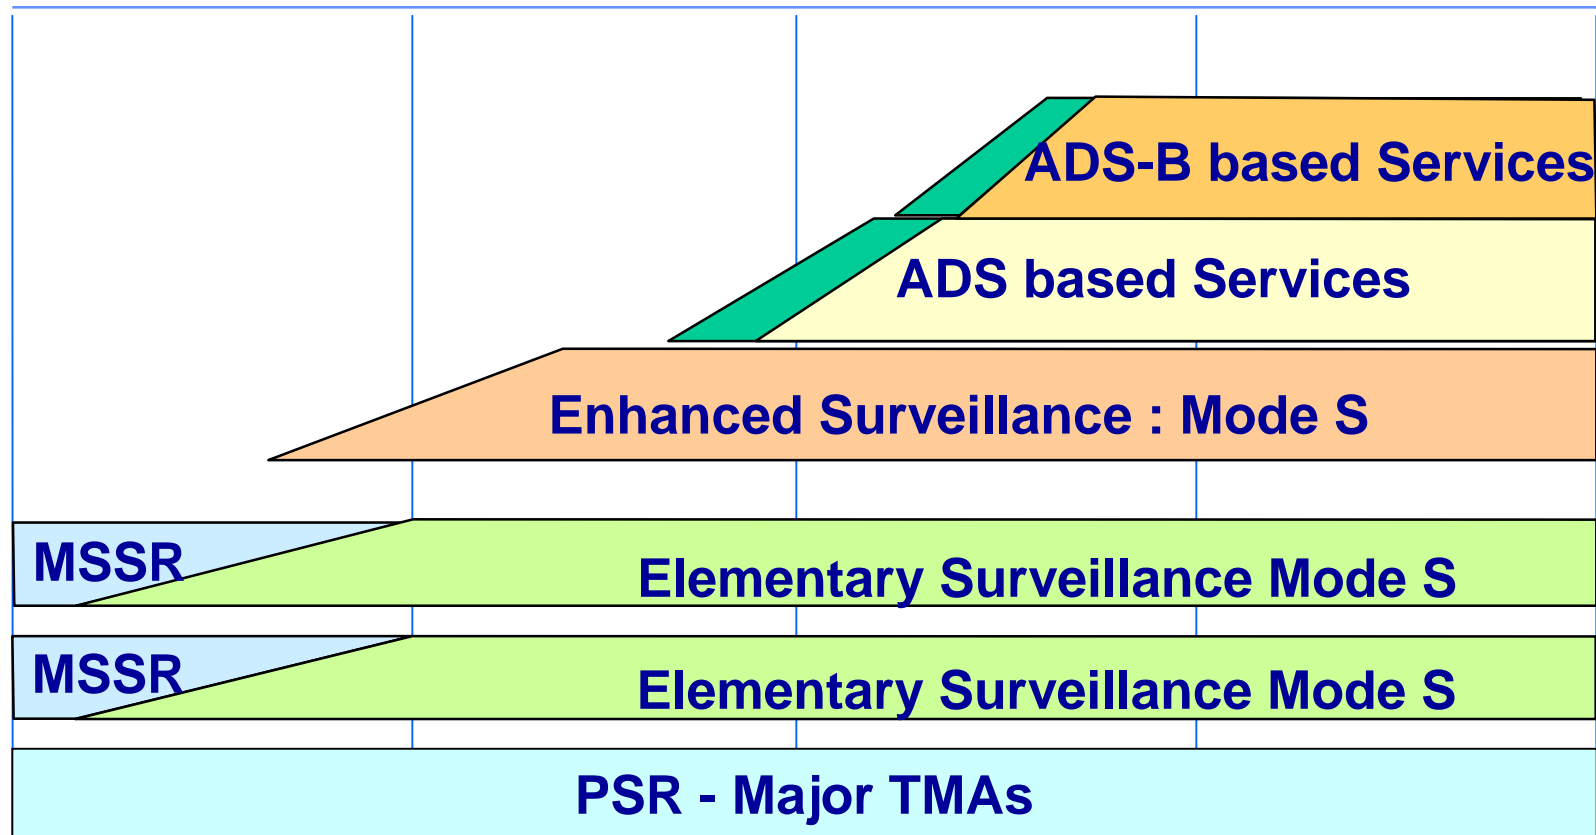 ADS-B based Services
ADS based Services
Enhanced Surveillance : Mode S
MSSR
Elementary Surveillance Mode S
MSSR
Elementary Surveillance Mode S
PSR - Major TMAs